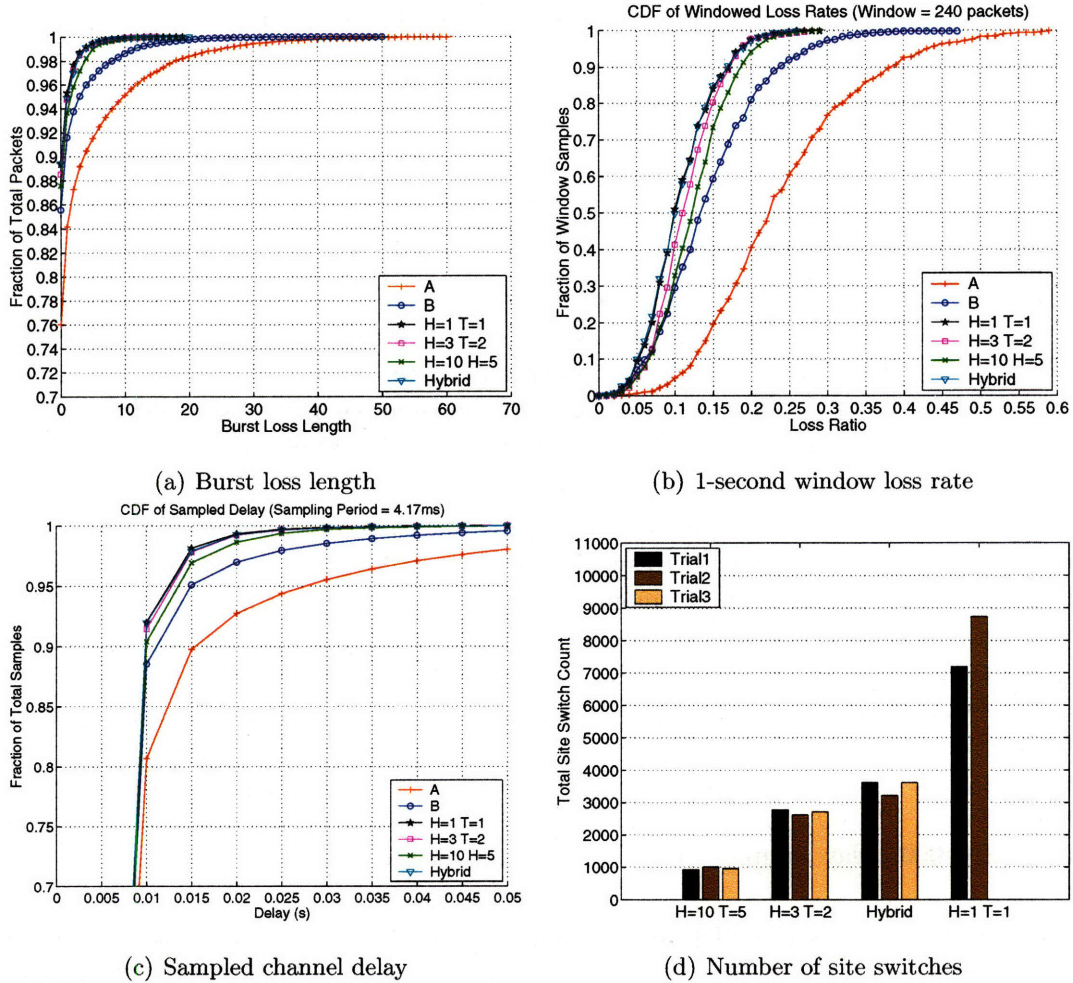 1
0.98
0.96
0.94
0.92
0.9
0.88
0.86
0.84
0.82
0.8
0.78
0.76
0.74
0.72
0.7
Fraction of Total Packets
0 10 20 30 40 50 60 70
Burst Loss Length
A
B
H=1 T=1
H=3 T=2
H=10 H=5
Hybrid
(a) Burst loss length
CDF of Windowed Loss Rates (Window = 240 packets)
1
0.9
0.8
0.7
0.6
0.5
0.4
0.3
0.2
0.1
0
Fraction of Window Samples
0 0.05 0.1 0.15 0.2 0.25 0.3 0.35 0.4 0.45 0.5 0.55 0.6
Loss Ratio
A
B
H=1 T=1
H=3 T=2
H=10 H=5
Hybrid
(b) 1-second window loss rate
CDF of Sampled Delay (Sampling Period = 4.17ms)
1
0.95
0.9
0.85
0.8
0.75
0.7
Fraction of Total Samples
0 0.005 0.01 0.015 0.02 0.025 0.03 0.035 0.04 0.045 0.05
Delay (s)
A
B
H=1 T=1
H=3 T=2
H=10 H=5
Hybrid
(c) Sampled channel delay
11000
10000
9000
8000
7000
6000
5000
4000
3000
2000
1000
0
Total Site Switch Count
Trial1
Trial2
Trial3
H=10 T=5 H=3 T=2 Hybrid H=1 T=1
(d) Number of site switches